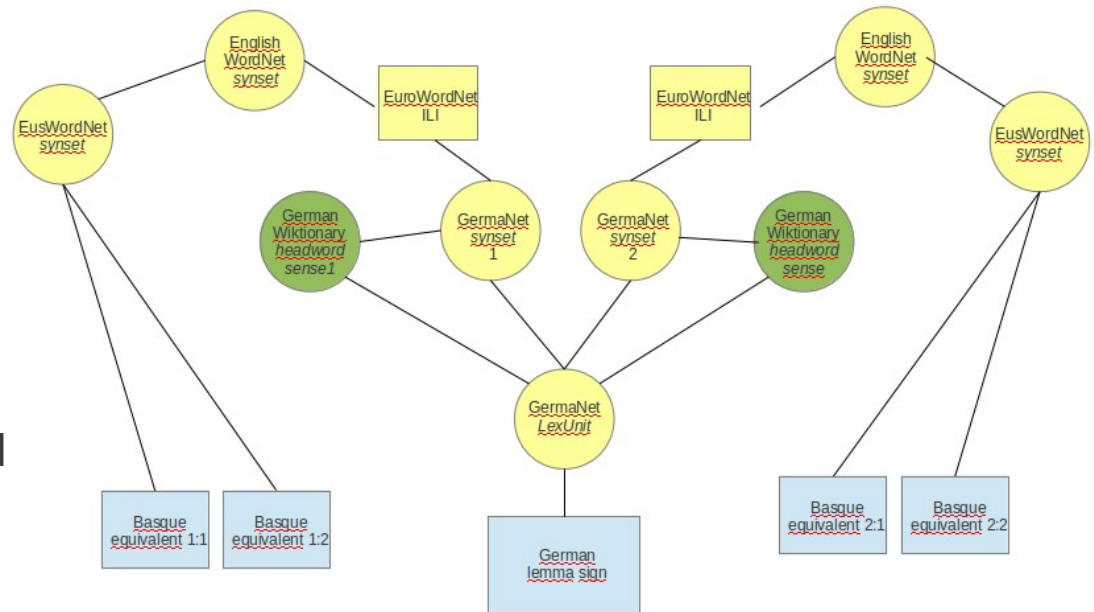 English
WordNet
synset
EusWordNet
synset
EuroWordNet
ILI
German
Wiktionary
headword
sense1
GermaNet
synset
1
EuroWordNet
ILI
English
WordNet
synset
EusWordNet
synset
GermaNet
synset
2
German
Wiktionary
headword
sense
GermaNet
LexUnit
Basque
equivalent 1:1
Basque
equivalent 1:2
German
lemma sign
Basque
equivalent 2:1
Basque
equivalent 2:2